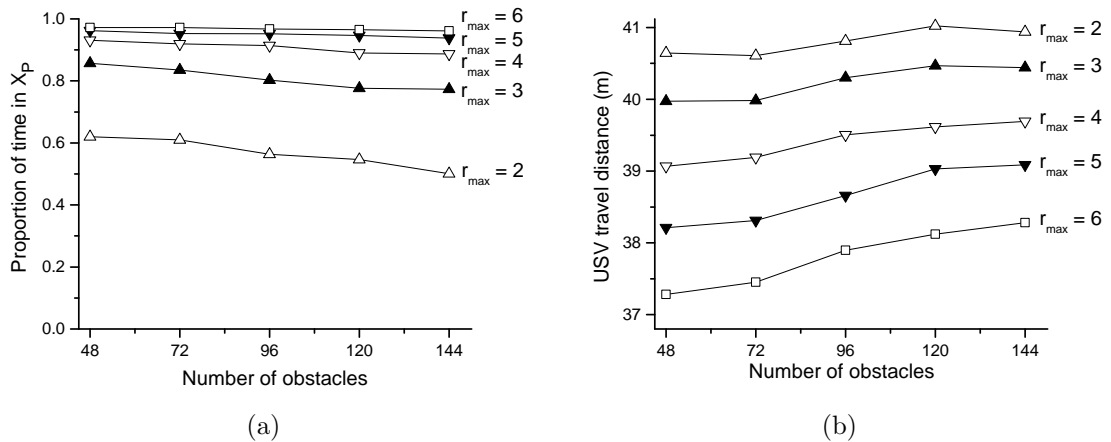 Proportion of time in X_P
1.0
0.8
0.6
0.4
0.2
0.0
48 72 96 120 144
Number of obstacles
r_max = 6
r_max = 5
r_max = 4
r_max = 3
r_max = 2
(a)
USV travel distance (m)
41
40
39
38
37
48 72 96 120 144
Number of obstacles
r_max = 2
r_max = 3
r_max = 4
r_max = 5
r_max = 6
(b)